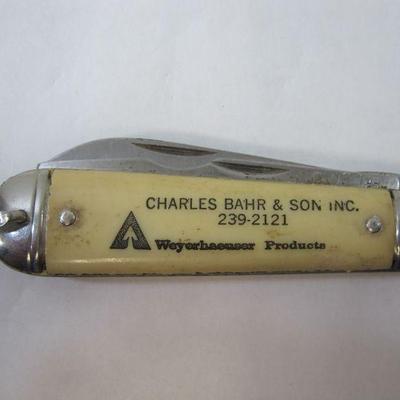 CHARLES BAHR & SON INC.
239-2121
Weyerhaeuser Products